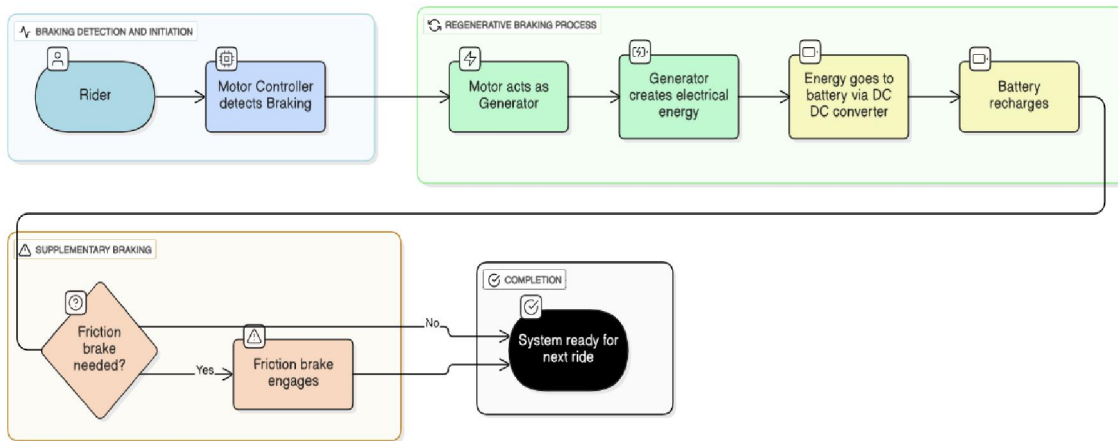 BRAKING DETECTION AND INITIATION
Rider
Motor Controller
detects Braking
REGENERATIVE BRAKING PROCESS
Motor acts as
Generator
Generator
creates electrical
energy
Energy goes to
battery via DC
DC converter
Battery
recharges
SUPPLEMENTARY BRAKING
Friction
brake
needed?
No
Yes
Friction brake
engages
COMPLETION
System ready for
next ride